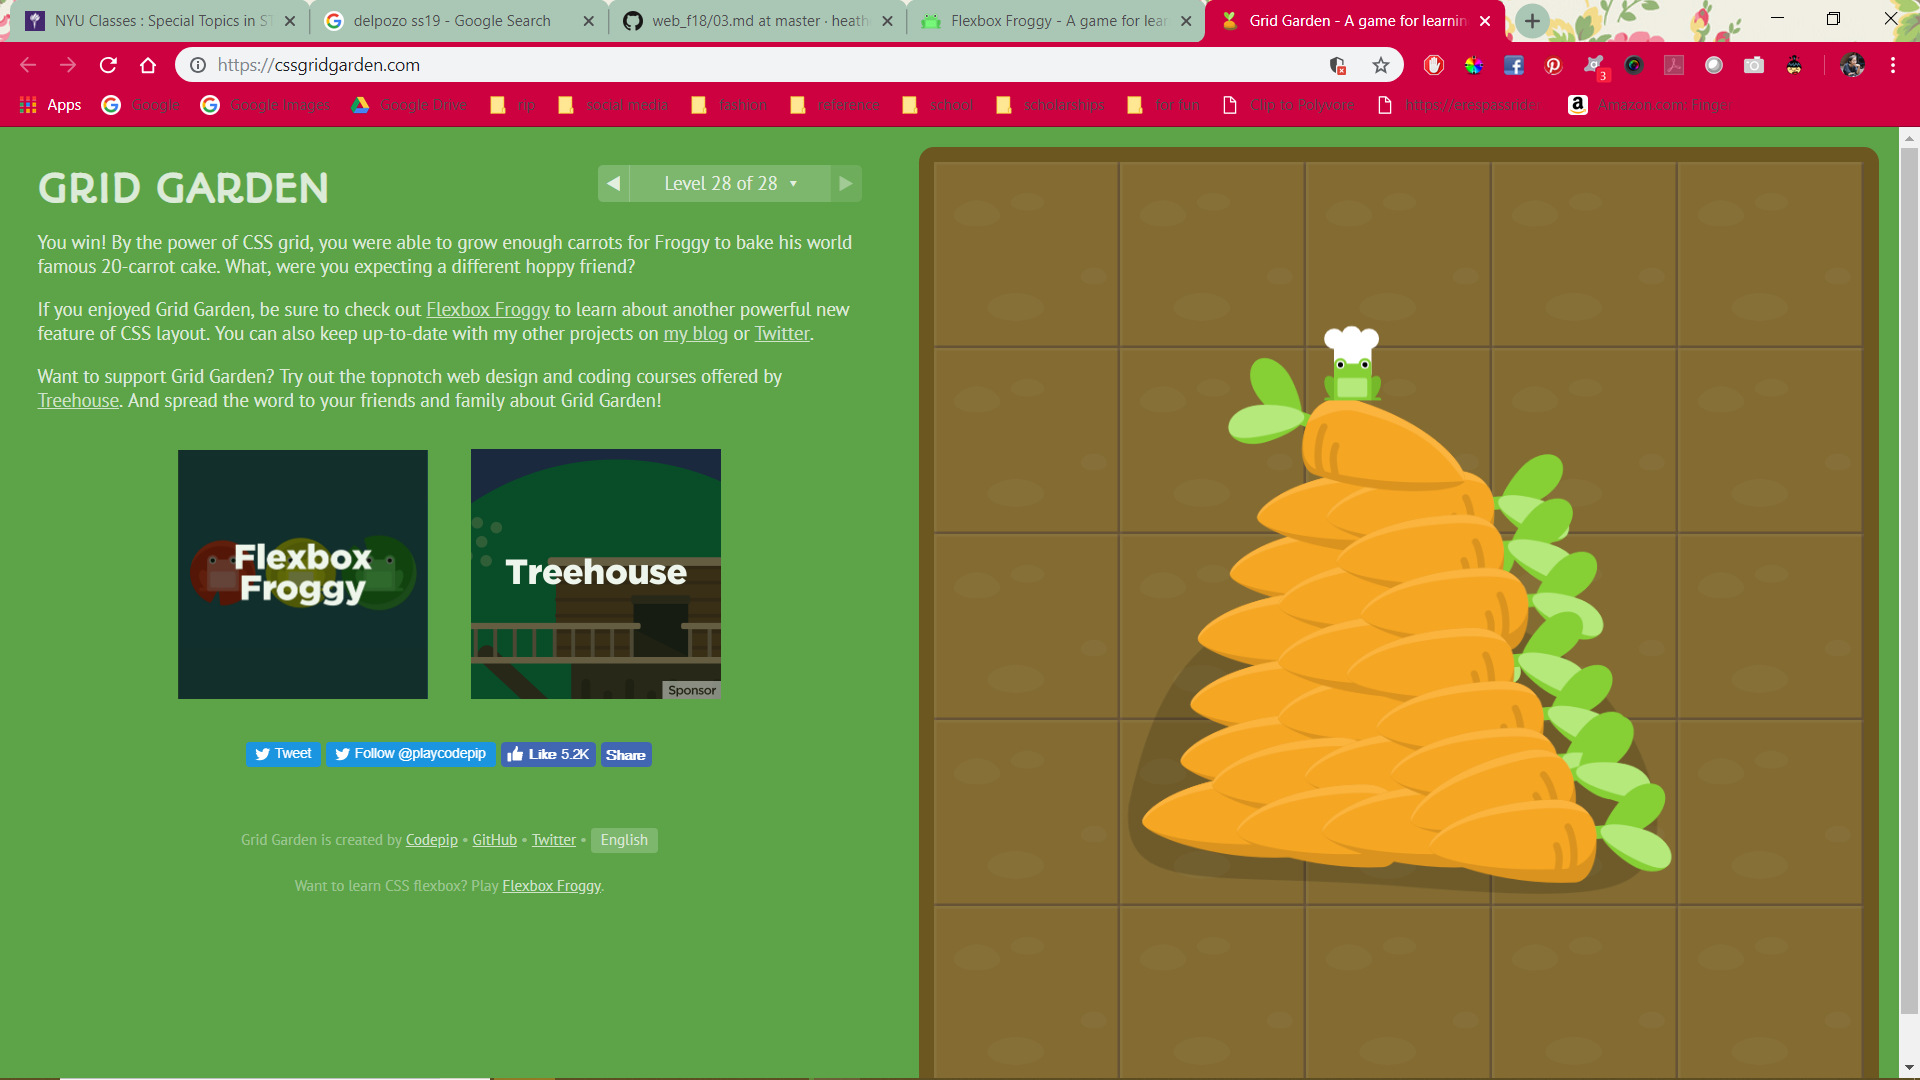 NYU Classes : Special Topics in ST
delpozo ss19 - Google Search
web_f18/03.md at master · heath
Flexbox Froggy - A game for lear
Grid Garden - A game for learnin
https://cssgridgarden.com
3
Apps
Google
Google Images
Google Drive
rip
social media
fashion
reference
school
scholarships
for fun
Clip to Polyvore
Amazon.com: Hnge
GRID GARDEN
Level 28 of 28
You win! By the power of CSS grid, you were able to grow enough carrots for Froggy to bake his world
famous 20-carrot cake. What, were you expecting a different hoppy friend?
If you enjoyed Grid Garden, be sure to check out Flexbox Froggy to learn about another powerful new
feature of CSS layout. You can also keep up-to-date with my other projects on my blog or Twitter.
Want to support Grid Garden? Try out the topnotch web design and coding courses offered by
Treehouse. And spread the word to your friends and family about Grid Garden!
Flexbox
Froggy
Treehouse
Sponsor
Tweet
Follow @playcodepip
Like 5.2K
Share
Grid Garden is created by Codepip • GitHub • Twitter • English
Want to learn CSS flexbox? Play Flexbox Froggy.